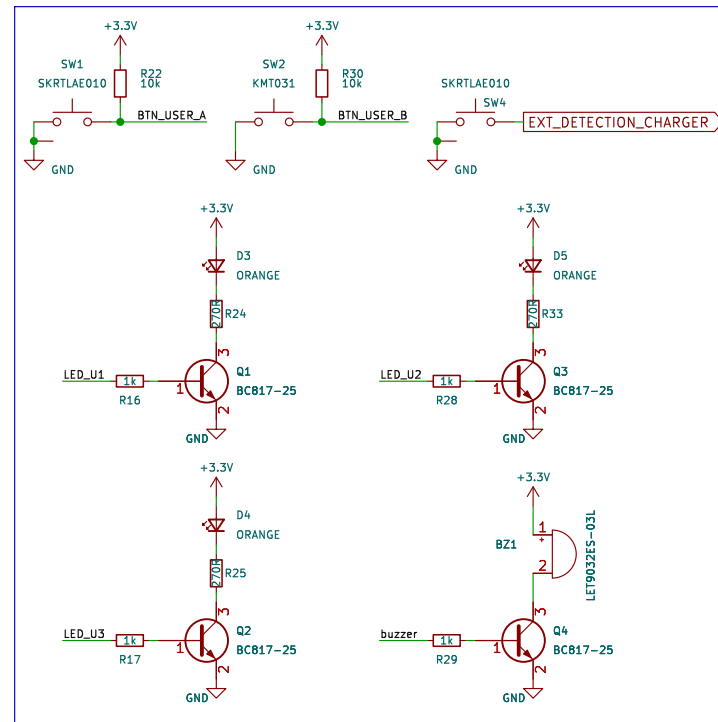 +3.3V
+3.3V
SW1
SKRTLAE010
R22
10k
BTN_USER_A
GND
SW2
KMT031
R30
10k
BTN_USER_B
GND
SKRTLAE010
SW4
EXT_DETECTION_CHARGER
GND
+3.3V
D3
ORANGE
270R
R24
LED_U1
1k
R16
1
3
2
Q1
BC817-25
GND
+3.3V
D5
ORANGE
270R
R33
LED_U2
1k
R28
1
3
2
Q3
BC817-25
GND
+3.3V
D4
ORANGE
270R
R25
LED_U3
1k
R17
1
3
2
Q2
BC817-25
GND
+3.3V
BZ1
1
+
2
LET9032ES-03L
buzzer
1k
R29
1
3
2
Q4
BC817-25
GND